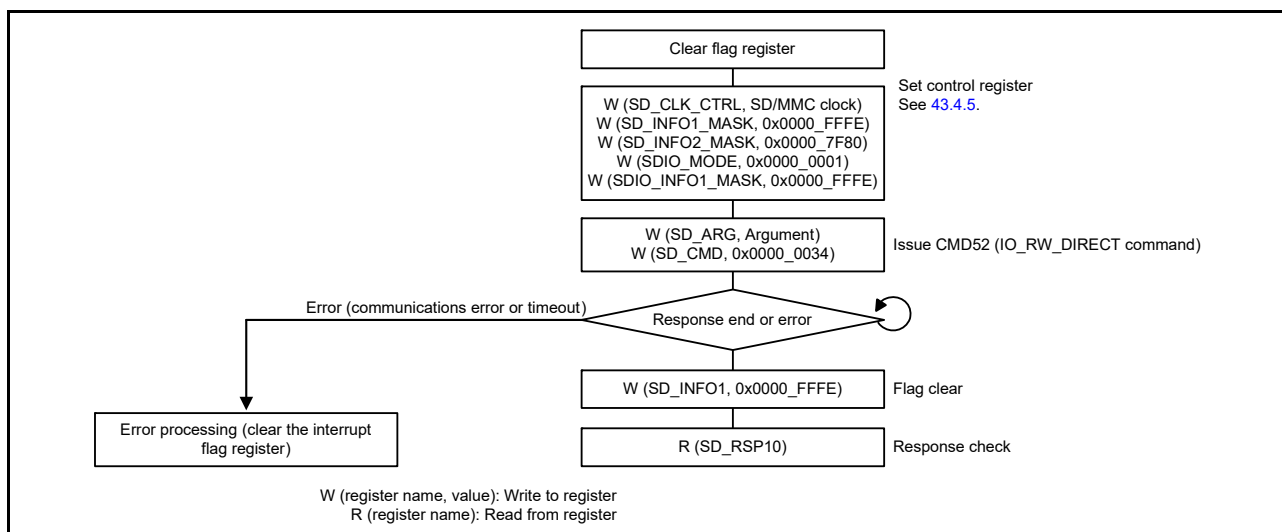 Clear flag register
Set control register
See 43.4.5.
W (SD_CLK_CTRL, SD/MMC clock)
W (SD_INFO1_MASK, 0x0000_FFFE)
W (SD_INFO2_MASK, 0x0000_7F80)
W (SDIO_MODE, 0x0000_0001)
W (SDIO_INFO1_MASK, 0x0000_FFFE)
W (SD_ARG, Argument)
W (SD_CMD, 0x0000_0034)
Issue CMD52 (IO_RW_DIRECT command)
Error (communications error or timeout)
Response end or error
W (SD_INFO1, 0x0000_FFFE)
Flag clear
Error processing (clear the interrupt
flag register)
R (SD_RSP10)
Response check
W (register name, value): Write to register
R (register name): Read from register